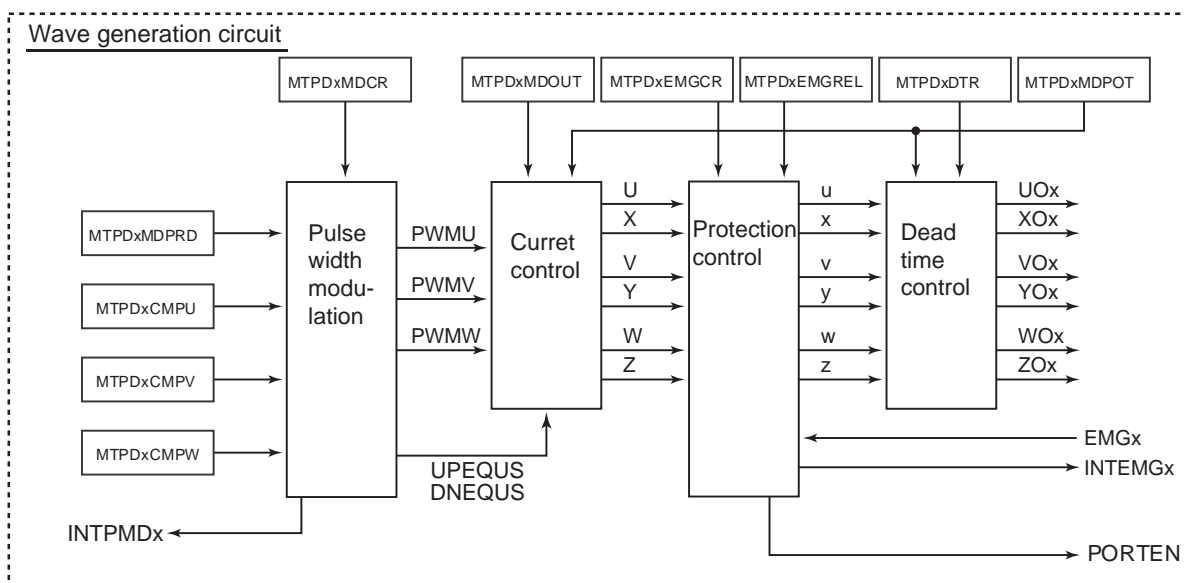 Wave generation circuit
MTPDxMDCR
MTPDxMDOUT
MTPDxEMGCR
MTPDxEMGREL
MTPDxDTR
MTPDxMDPOT
MTPDxMDPRD
MTPDxCMPU
MTPDxCMPV
MTPDxCMPW
Pulse
width
modu-
lation
PWMU
PWMV
PWMW
UPEQUS
DNEQUS
INTPMDx
Curret
control
U
X
V
Y
W
Z
Protection
control
u
x
v
y
w
z
Dead
time
control
UOx
XOx
VOx
YOx
WOx
ZOx
EMGx
INTEMGx
PORTEN